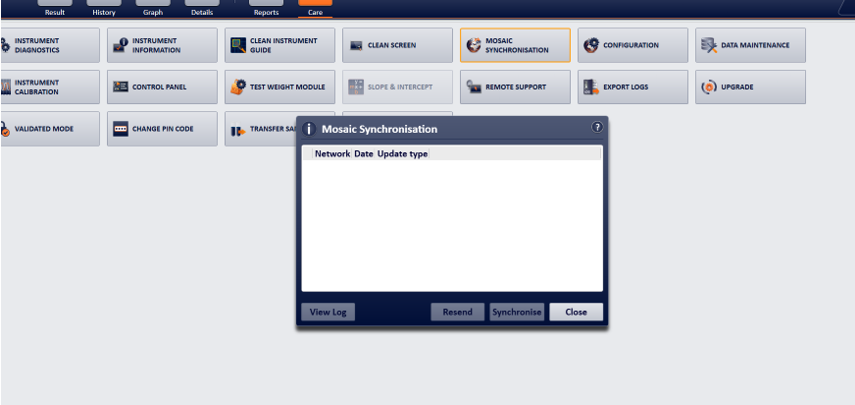 Result History Graph Details Reports Care
INSTRUMENT
DIAGNOSTICS
INSTRUMENT
INFORMATION
CLEAN INSTRUMENT
GUIDE
CLEAN SCREEN
MOSAIC
SYNCHRONISATION
CONFIGURATION
DATA MAINTENANCE
INSTRUMENT
CALIBRATION
CONTROL PANEL
TEST WEIGHT MODULE
SLOPE & INTERCEPT
REMOTE SUPPORT
EXPORT LOGS
UPGRADE
VALIDATED MODE
CHANGE PIN CODE
TRANSFER
Mosaic Synchronisation
?
Network Date Update type
View Log Resend Synchronise Close